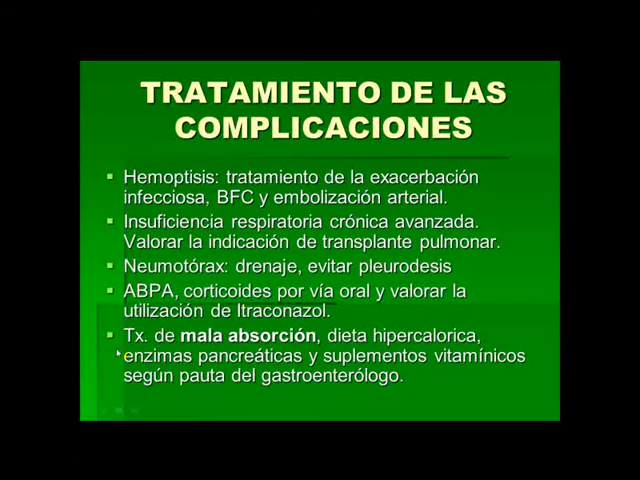 TRATAMIENTO DE LAS
COMPLICACIONES
Hemoptisis: tratamiento de la exacerbación
infecciosa, BFC y embolización arterial.
Insuficiencia respiratoria crónica avanzada.
Valorar la indicación de transplante pulmonar.
Neumotórax: drenaje, evitar pleurodesis
ABPA, corticoides por vía oral y valorar la
utilización de Itraconazol.
Tx. de mala absorción, dieta hipercalorica,
enzimas pancreáticas y suplementos vitamínicos
según pauta del gastroenterólogo.